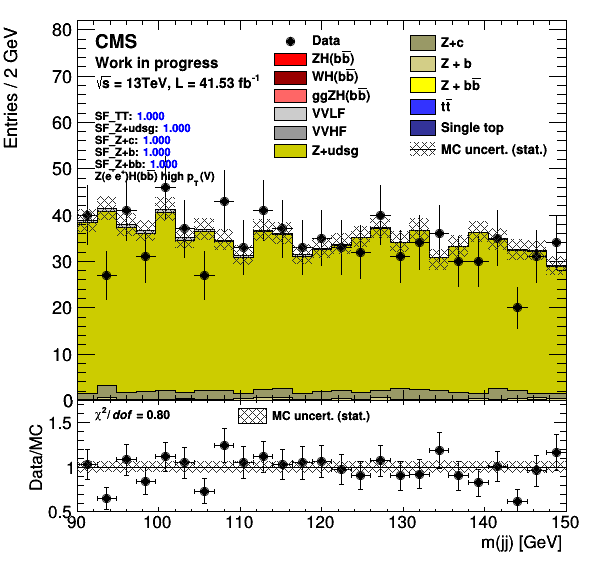 CMS
Work in progress
√s = 13TeV, L = 41.53 fb⁻¹
SF_TT: 1.000
SF_Z+udsg: 1.000
SF_Z+c: 1.000
SF_Z+b: 1.000
SF_Z+bb: 1.000
Z(e⁻e⁺)H(bb̅) high p_T(V)
Data
ZH(bb̅)
WH(bb̅)
ggZH(bb̅)
VVLF
VVHF
Z+udsg
Z+c
Z + b
Z + bb̅
tt̅
Single top
MC uncert. (stat.)
Entries / 2 GeV
80
70
60
50
40
30
20
10
0
χ²/dof = 0.80
MC uncert. (stat.)
Data/MC
1.5
1
0.5
90 100 110 120 130 140 150
m(jj) [GeV]